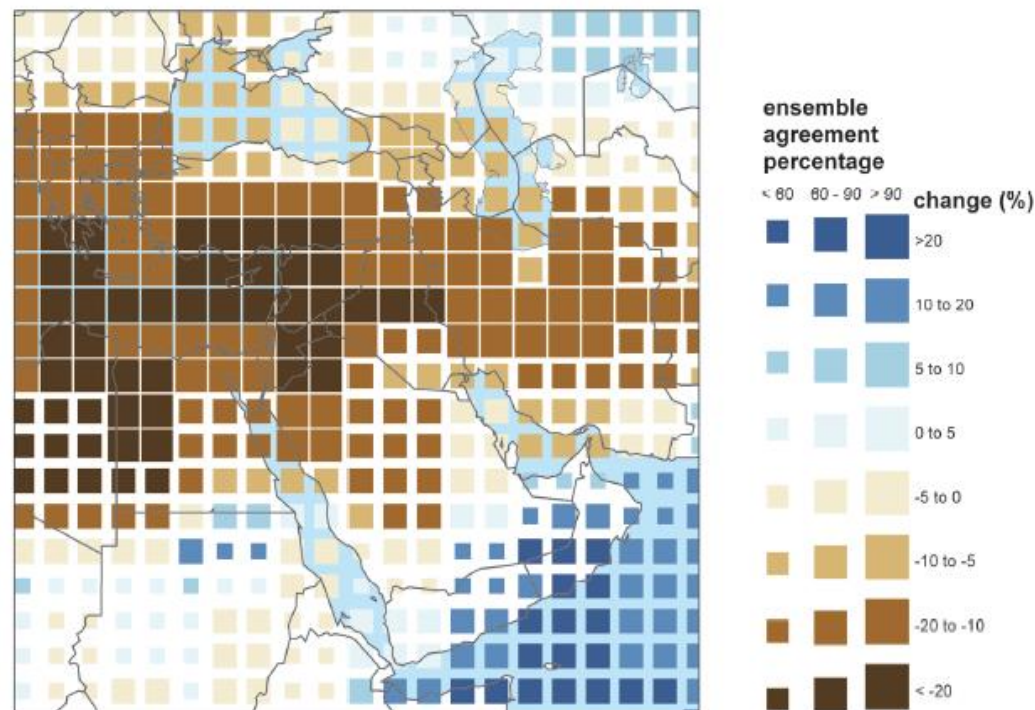 ensemble
agreement
percentage
< 60 60 - 90 > 90 change (%)
>20
10 to 20
5 to 10
0 to 5
-5 to 0
-10 to -5
-20 to -10
< -20